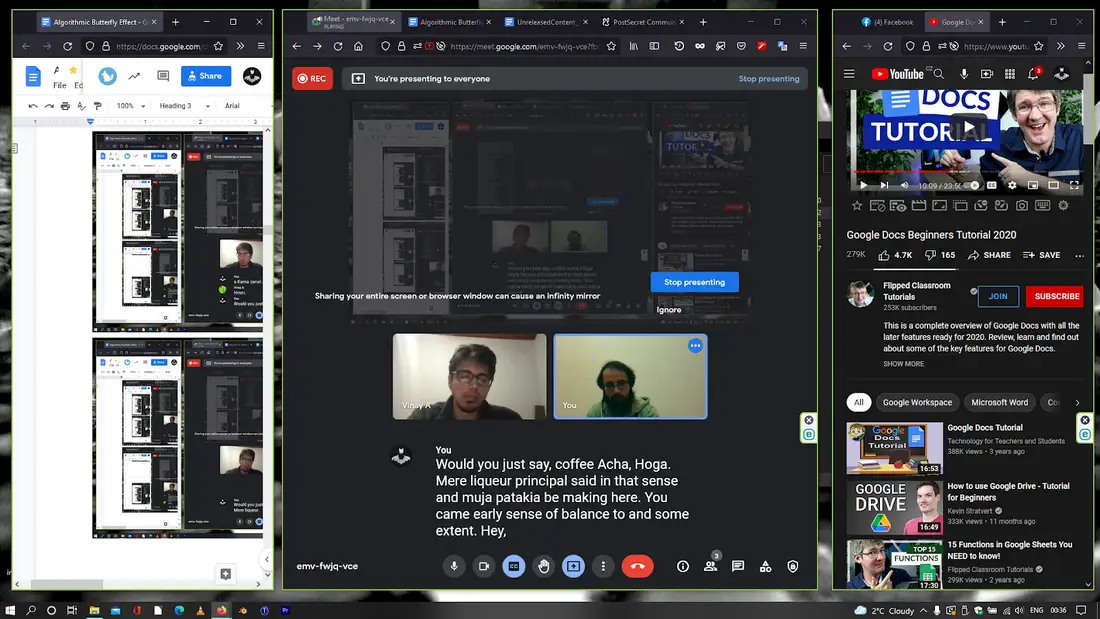 Algorithmic Butterfly Effect - G
https://docs.google.com/
File
Ed
Share
100%
Heading 3
Arial
Meet - emv-fwjq-vce
PLAYING
Algorithmic Butterfly
UnreleasedContent_
PostSecret Commun
https://meet.google.com/emv-fwjq-vce?
REC
You're presenting to everyone
Stop presenting
Stop presenting
Sharing your entire screen or browser window can cause an infinity mirror
Ignore
Vinay A
You
You
Would you just say, coffee Acha, Hoga.
Mere liqueur principal said in that sense
and muja patakia be making here. You
came early sense of balance to and some
extent. Hey,
emv-fwjq-vce
3
(4) Facebook
Google Do
https://www.yout
YouTube
CZ
3
DOCS
TUTORIAL
10:09 / 23:50
Google Docs Beginners Tutorial 2020
279K
4.7K
165
SHARE
SAVE
Flipped Classroom
Tutorials
253K subscribers
JOIN
SUBSCRIBE
This is a complete overview of Google Docs with all the
later features ready for 2020. Review, learn and find out
about some of the key features for Google Docs.
SHOW MORE
All
Google Workspace
Microsoft Word
Co
Google Docs
Tutorial
16:53
Google Docs Tutorial
Technology for Teachers and Students
388K views • 3 years ago
GOOGLE
DRIVE
16:49
How to use Google Drive - Tutorial
for Beginners
Kevin Stratvert
333K views • 11 months ago
TOP 15
FUNCTIONS
17:30
15 Functions in Google Sheets You
NEED to know!
Flipped Classroom Tutorials
299K views • 2 years ago
2°C Cloudy
ENG
00:36